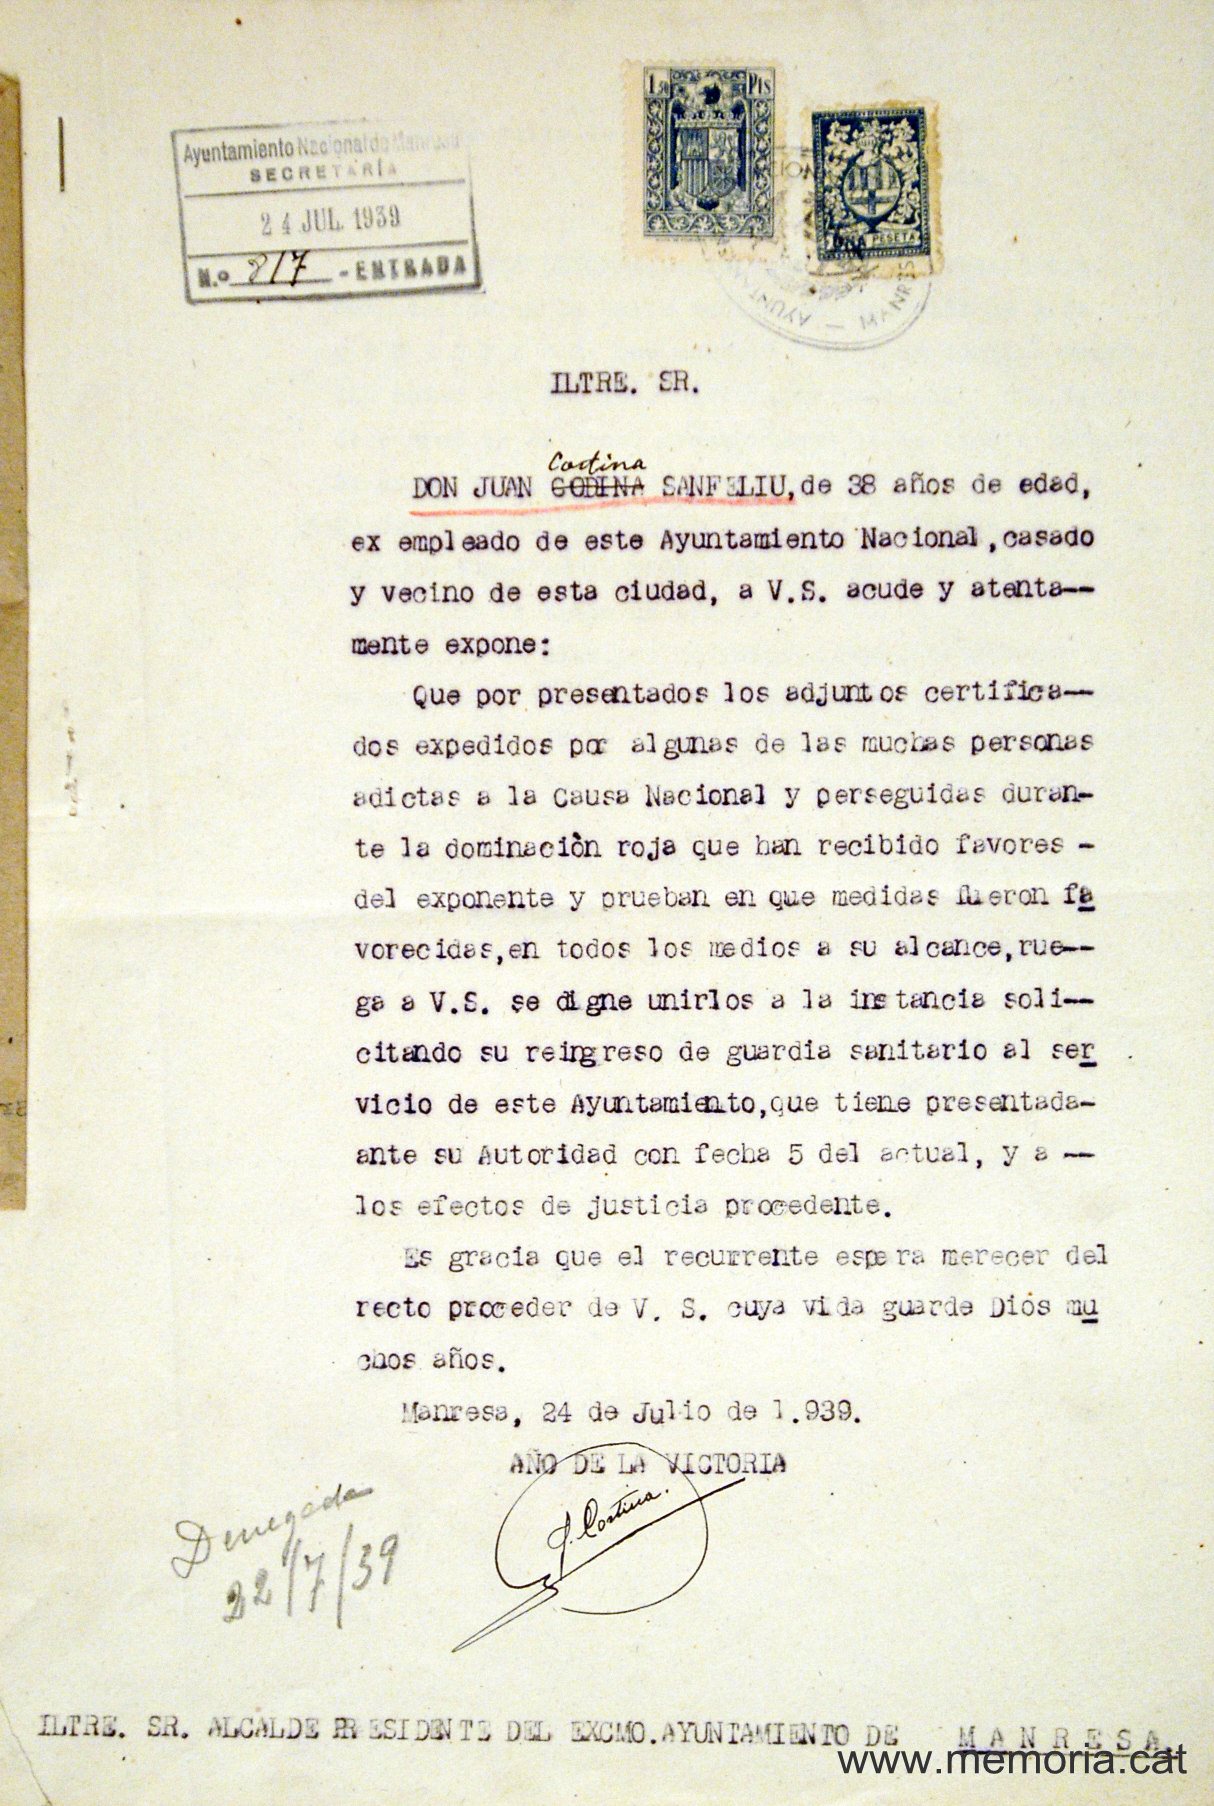 Ayuntamiento Nacional de Manresa
SECRETARÍA
24 JUL. 1939
N.o 817 - ENTRADA
1,50 Pts
UNA PESETA
AYUNTA — MANRES
ILTRE. SR.
Cortina
DON JUAN GODINA SANFELIU, de 38 años de edad,
ex empleado de este Ayuntamiento Nacional, casado
y vecino de esta ciudad, a V.S. acude y atenta--
mente expone:
Que por presentados los adjuntos certifica--
dos expedidos por algunas de las muchas personas
adictas a la Causa Nacional y perseguidas duran-
te la dominaciòn roja que han recibido favores -
del exponente y prueban en que medidas fueron fa
vorecidas, en todos los medios a su alcance, rue--
ga a V.S. se digne unirlos a la instancia soli--
citando su reingreso de guardia sanitario al ser
vicio de este Ayuntamiento, que tiene presentada-
ante su Autoridad con fecha 5 del actual, y a --
los efectos de justicia procedente.
Es gracia que el recurrente espera merecer del
recto proceder de V. S. cuya vida guarde Dios mu
chos años.
Manresa, 24 de Julio de 1.939.
AÑO DE LA VICTORIA
J. Cortina.
Denegada
22/7/39
ILTRE. SR. ALCALDE PRESIDENTE DEL EXCMO. AYUNTAMIENTO DE M A N R E S A.
www.memoria.cat